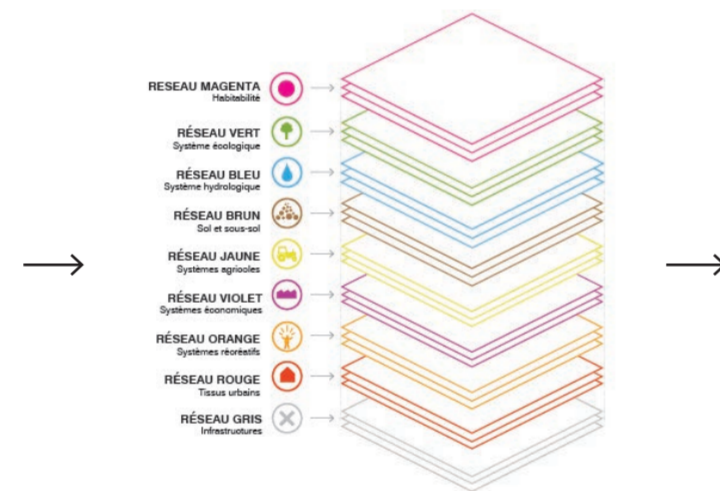 RESEAU MAGENTA
Habitabilité
RÉSEAU VERT
Système écologique
RÉSEAU BLEU
Système hydrologique
RÉSEAU BRUN
Sol et sous-sol
RÉSEAU JAUNE
Systèmes agricoles
RÉSEAU VIOLET
Systèmes économiques
RÉSEAU ORANGE
Systèmes récréatifs
RÉSEAU ROUGE
Tissus urbains
RÉSEAU GRIS
Infrastructures